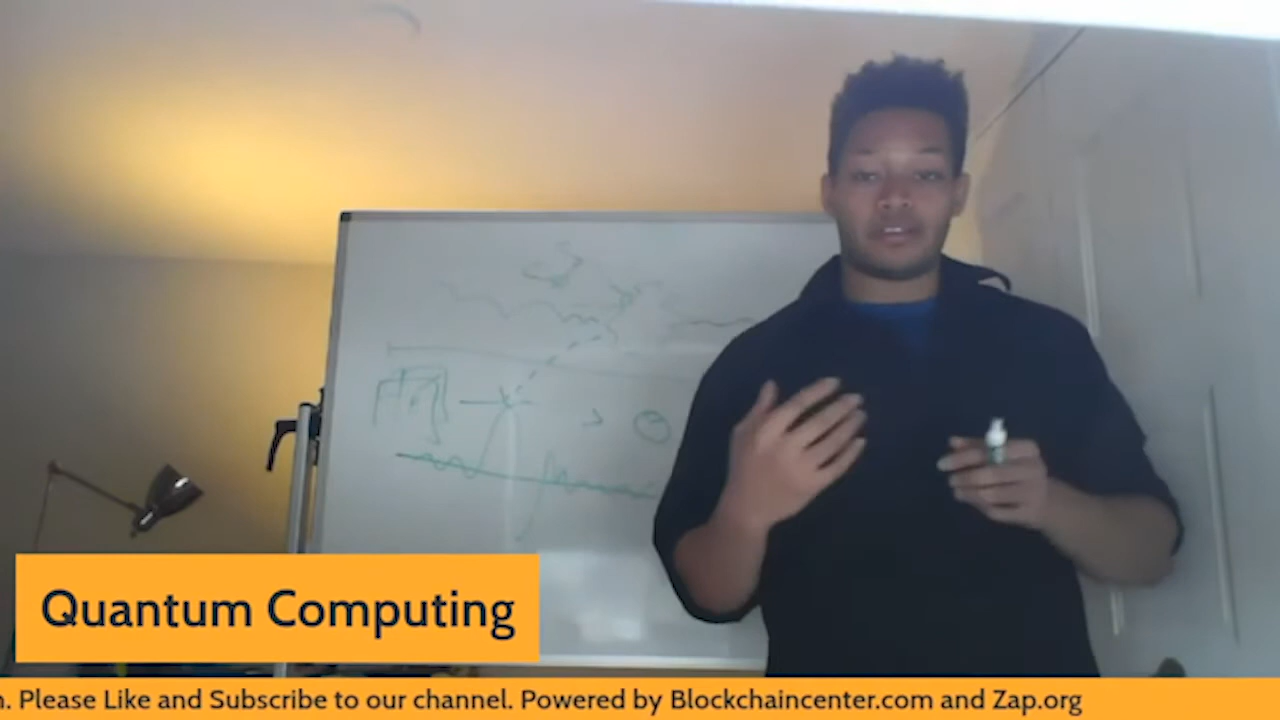 Quantum Computing
. Please Like and Subscribe to our channel. Powered by Blockchaincenter.com and Zap.org